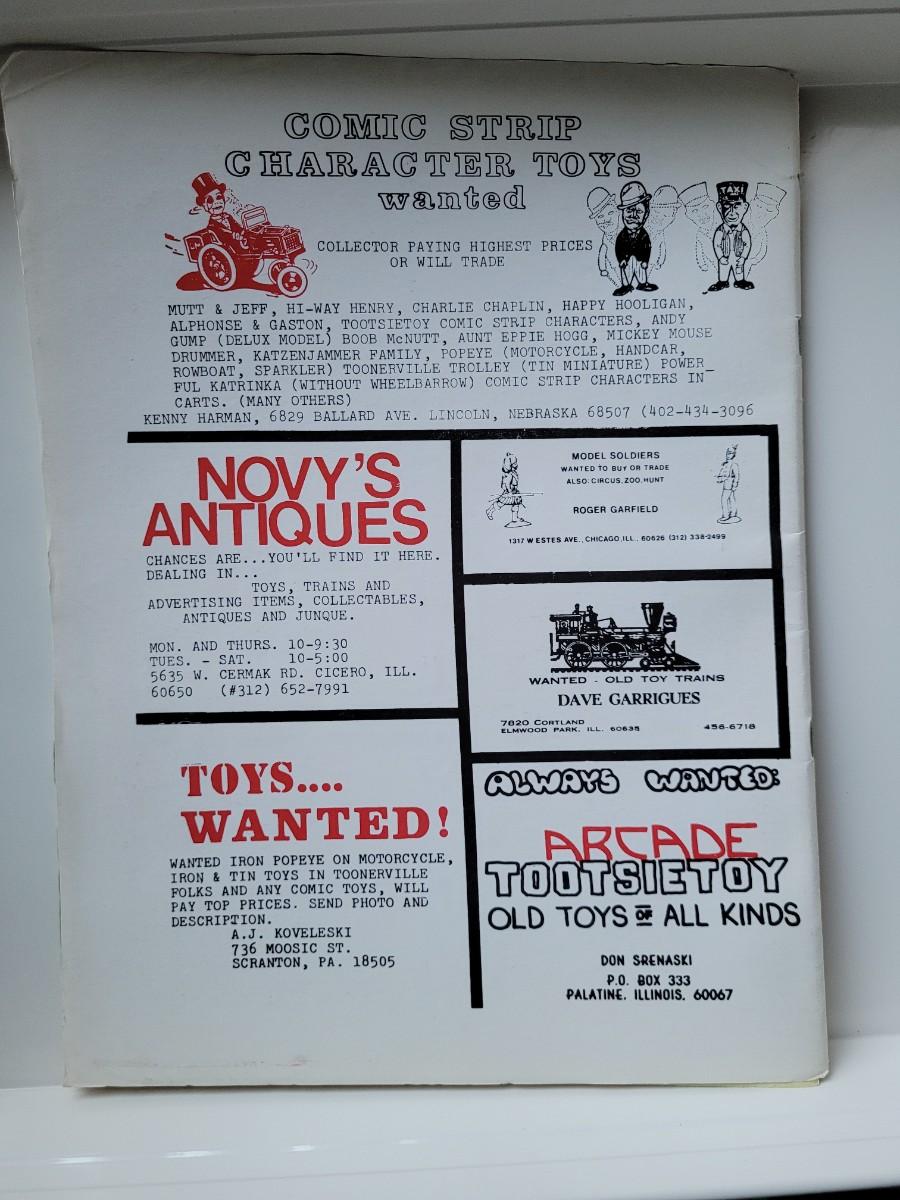 COMIC STRIP
CHARACTER TOYS
wanted
COLLECTOR PAYING HIGHEST PRICES
OR WILL TRADE
TAXI
MUTT & JEFF, HI-WAY HENRY, CHARLIE CHAPLIN, HAPPY HOOLIGAN,
ALPHONSE & GASTON, TOOTSIETOY COMIC STRIP CHARACTERS, ANDY
GUMP (DELUX MODEL) BOOB McNUTT, AUNT EPPIE HOGG, MICKEY MOUSE
DRUMMER, KATZENJAMMER FAMILY, POPEYE (MOTORCYCLE, HANDCAR,
ROWBOAT, SPARKLER) TOONERVILLE TROLLEY (TIN MINIATURE) POWER_
FUL KATRINKA (WITHOUT WHEELBARROW) COMIC STRIP CHARACTERS IN
CARTS. (MANY OTHERS)
KENNY HARMAN, 6829 BALLARD AVE. LINCOLN, NEBRASKA 68507 (402-434-3096
NOVY'S
ANTIQUES
CHANCES ARE...YOU'LL FIND IT HERE.
DEALING IN...
TOYS, TRAINS AND
ADVERTISING ITEMS, COLLECTABLES,
ANTIQUES AND JUNQUE.
MON. AND THURS. 10-9:30
TUES. - SAT. 10-5:00
5635 W. CERMAK RD. CICERO, ILL.
60650 (#312) 652-7991
MODEL SOLDIERS
WANTED TO BUY OR TRADE
ALSO: CIRCUS, ZOO, HUNT
ROGER GARFIELD
1317 W ESTES AVE., CHICAGO, ILL. 60626 (312) 338-2499
WANTED - OLD TOY TRAINS
DAVE GARRIGUES
7820 CORTLAND
ELMWOOD PARK, ILL. 60635
456-6718
TOYS....
WANTED!
WANTED IRON POPEYE ON MOTORCYCLE,
IRON & TIN TOYS IN TOONERVILLE
FOLKS AND ANY COMIC TOYS, WILL
PAY TOP PRICES. SEND PHOTO AND
DESCRIPTION.
A.J. KOVELESKI
736 MOOSIC ST.
SCRANTON, PA. 18505
ALWAYS WANTED:
ARCADE
TOOTSIETOY
OLD TOYS OF ALL KINDS
DON SRENASKI
P.O. BOX 333
PALATINE, ILLINOIS, 60067